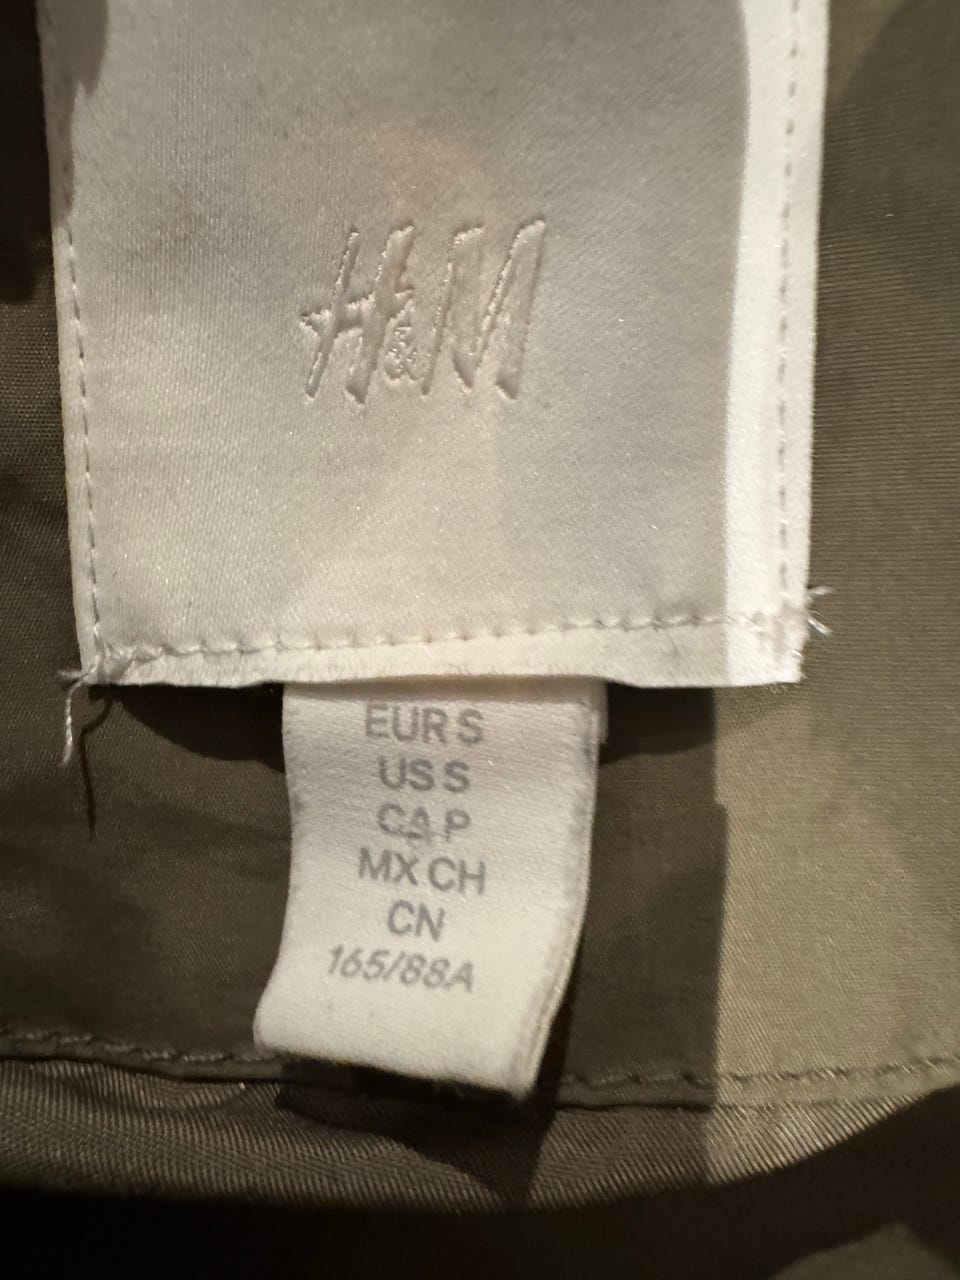 H&M
EUR S
US S
CA P
MX CH
CN
165/88A